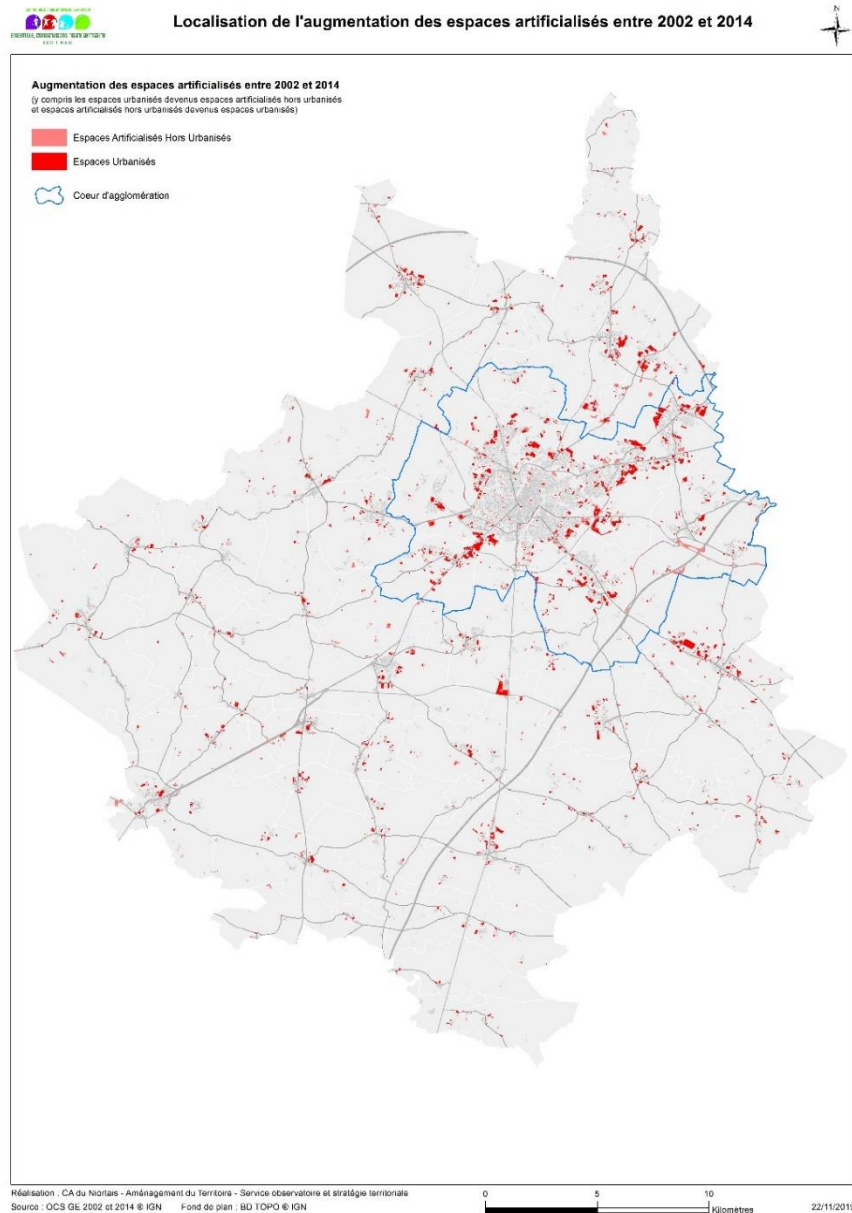 Localisation de l'augmentation des espaces artificialisés entre 2002 et 2014
N
Augmentation des espaces artificialisés entre 2002 et 2014
(y compris les espaces urbanisés devenus espaces artificialisés hors urbanisés
et espaces artificialisés hors urbanisés devenus espaces urbanisés)
Espaces Artificialisés Hors Urbanisés
Espaces Urbanisés
Coeur d'agglomération
Réalisation : CA du Niortais - Aménagement du Territoire - Service observatoire et stratégie territoriale
Source : OCS GE 2002 et 2014 © IGN Fond de plan : BD TOPO © IGN
0 5 10
Kilomètres
22/11/2019